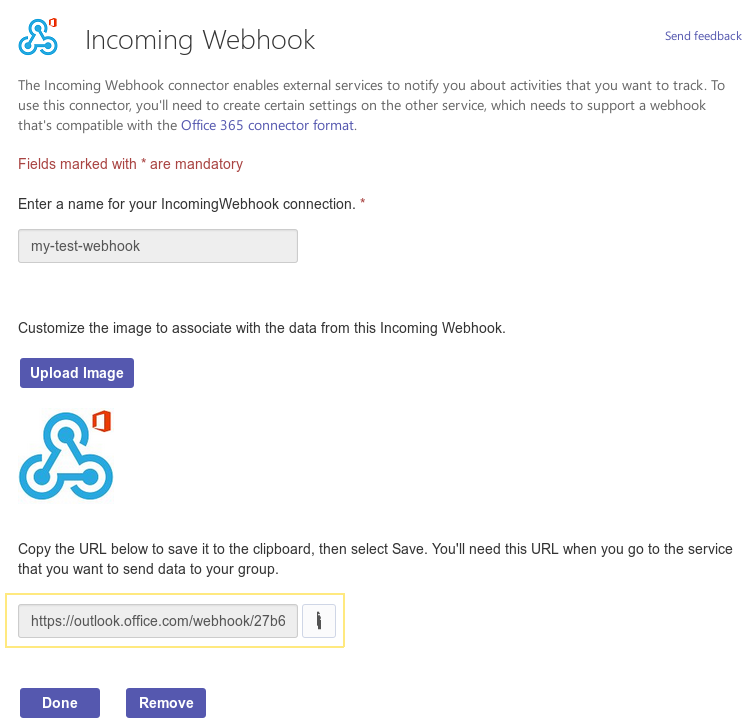 Incoming Webhook
Send feedback
The Incoming Webhook connector enables external services to notify you about activities that you want to track. To
use this connector, you'll need to create certain settings on the other service, which needs to support a webhook
that's compatible with the Office 365 connector format.
Fields marked with * are mandatory
Enter a name for your IncomingWebhook connection. *
my-test-webhook
Customize the image to associate with the data from this Incoming Webhook.
Upload Image
Copy the URL below to save it to the clipboard, then select Save. You'll need this URL when you go to the service
that you want to send data to your group.
https://outlook.office.com/webhook/27b6
Done
Remove